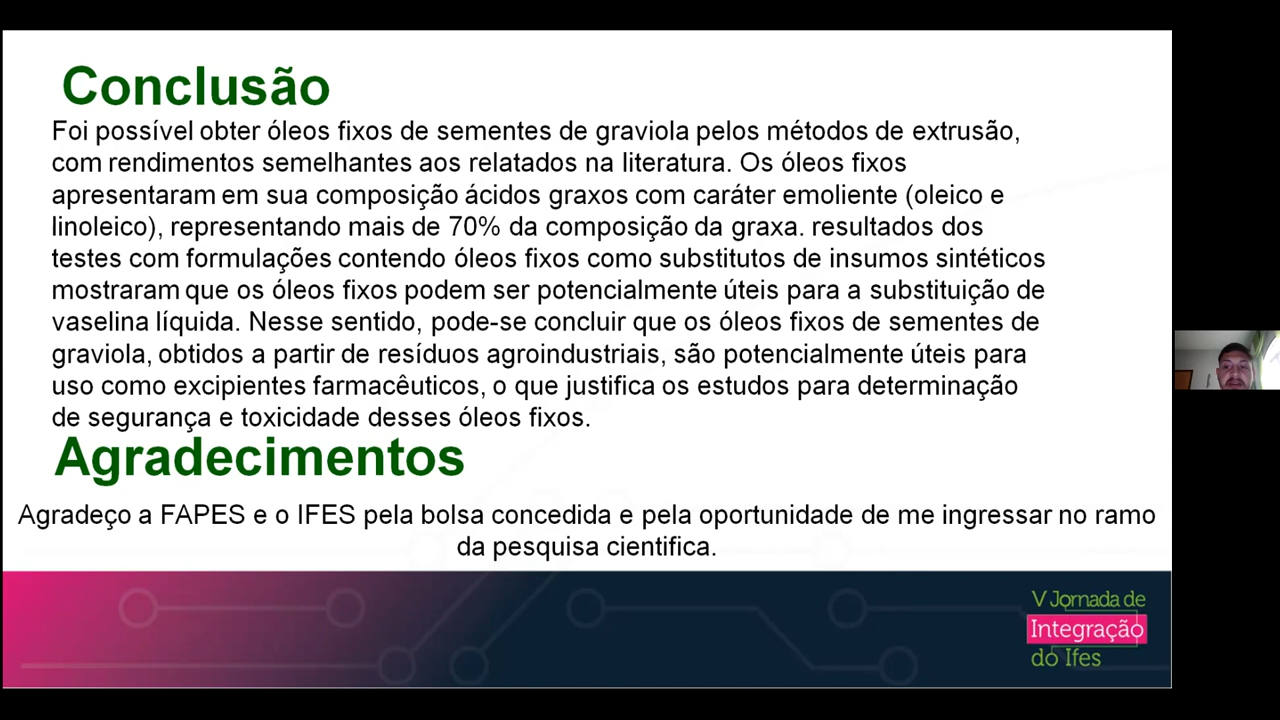 Conclusão
Foi possível obter óleos fixos de sementes de graviola pelos métodos de extrusão,
com rendimentos semelhantes aos relatados na literatura. Os óleos fixos
apresentaram em sua composição ácidos graxos com caráter emoliente (oleico e
linoleico), representando mais de 70% da composição da graxa. resultados dos
testes com formulações contendo óleos fixos como substitutos de insumos sintéticos
mostraram que os óleos fixos podem ser potencialmente úteis para a substituição de
vaselina líquida. Nesse sentido, pode-se concluir que os óleos fixos de sementes de
graviola, obtidos a partir de resíduos agroindustriais, são potencialmente úteis para
uso como excipientes farmacêuticos, o que justifica os estudos para determinação
de segurança e toxicidade desses óleos fixos.
Agradecimentos
Agradeço a FAPES e o IFES pela bolsa concedida e pela oportunidade de me ingressar no ramo
da pesquisa cientifica.
V Jornada de
Integração
do Ifes